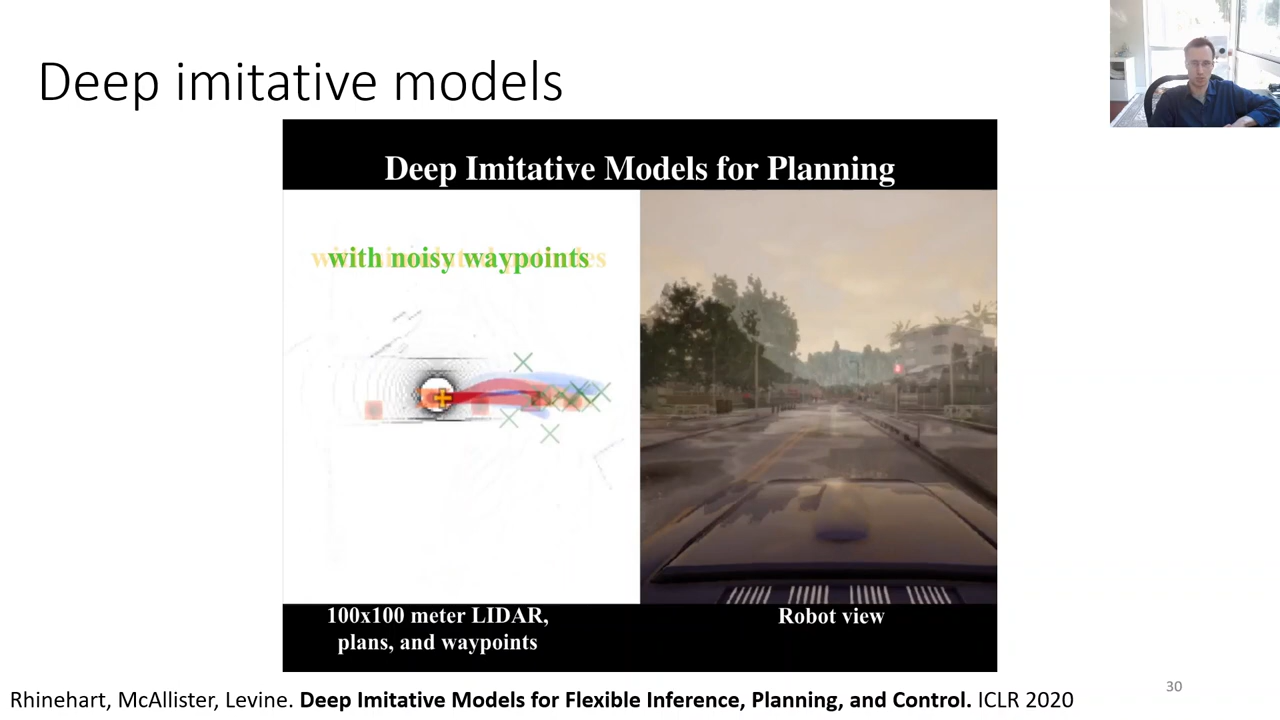 Deep imitative models
Deep Imitative Models for Planning
with noisy waypoints
100x100 meter LIDAR,
plans, and waypoints
Robot view
Rhinehart, McAllister, Levine. Deep Imitative Models for Flexible Inference, Planning, and Control. ICLR 2020
30